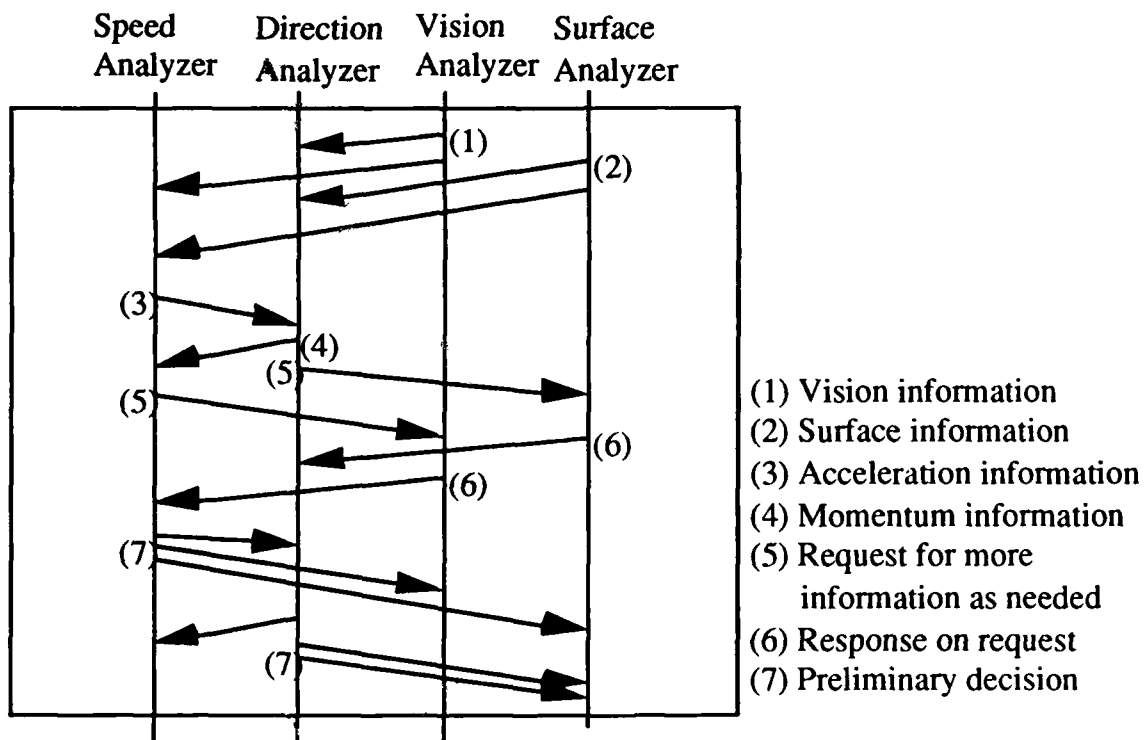 Speed Analyzer
Direction Analyzer
Vision Analyzer
Surface Analyzer
(1)
(2)
(3)
(4)
(5)
(5)
(6)
(6)
(7)
(7)
(1) Vision information
(2) Surface information
(3) Acceleration information
(4) Momentum information
(5) Request for more
information as needed
(6) Response on request
(7) Preliminary decision